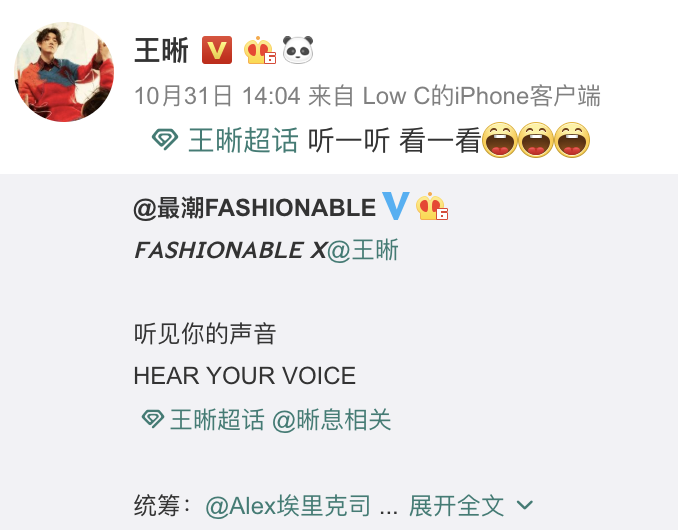 王晰
10月31日 14:04 来自 Low C的iPhone客户端
王晰超话 听一听 看一看
@最潮FASHIONABLE
FASHIONABLE X@王晰
听见你的声音
HEAR YOUR VOICE
王晰超话 @晰息相关
统筹：@Alex埃里克司 ... 展开全文